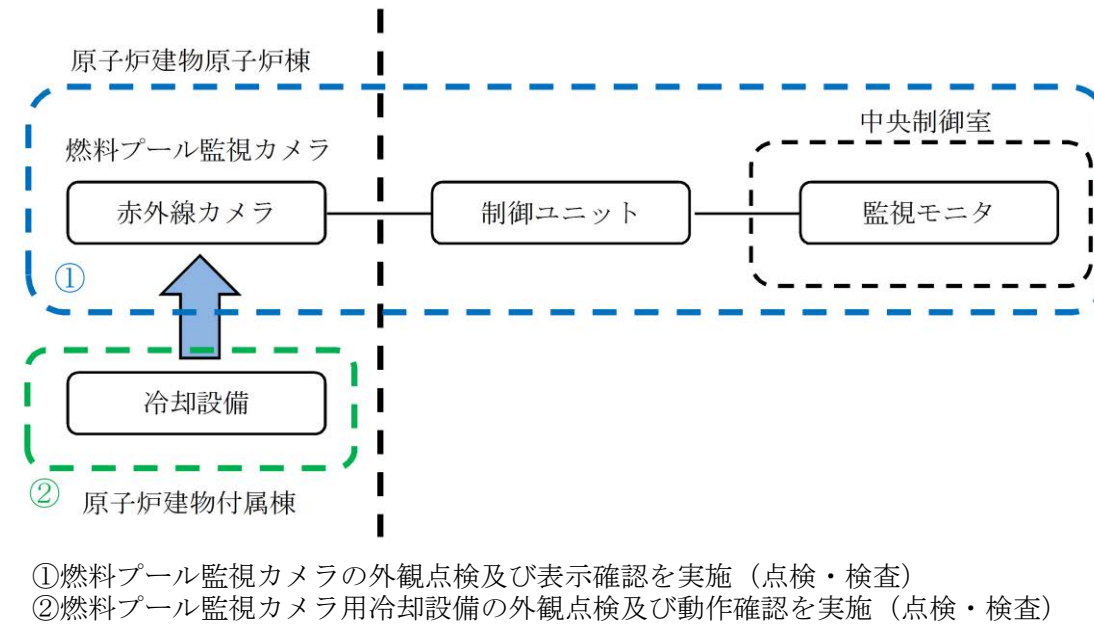 原子炉建物原子炉棟
中央制御室
燃料プール監視カメラ
赤外線カメラ
制御ユニット
監視モニタ
①
冷却設備
②
原子炉建物付属棟
①燃料プール監視カメラの外観点検及び表示確認を実施（点検・検査）
②燃料プール監視カメラ用冷却設備の外観点検及び動作確認を実施（点検・検査）